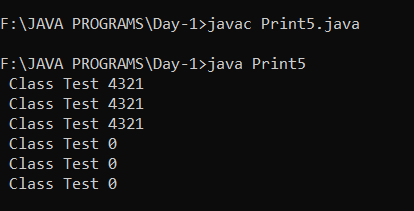 F:\JAVA PROGRAMS\Day-1>javac Print5.java
F:\JAVA PROGRAMS\Day-1>java Print5
Class Test 4321
Class Test 4321
Class Test 4321
Class Test 0
Class Test 0
Class Test 0